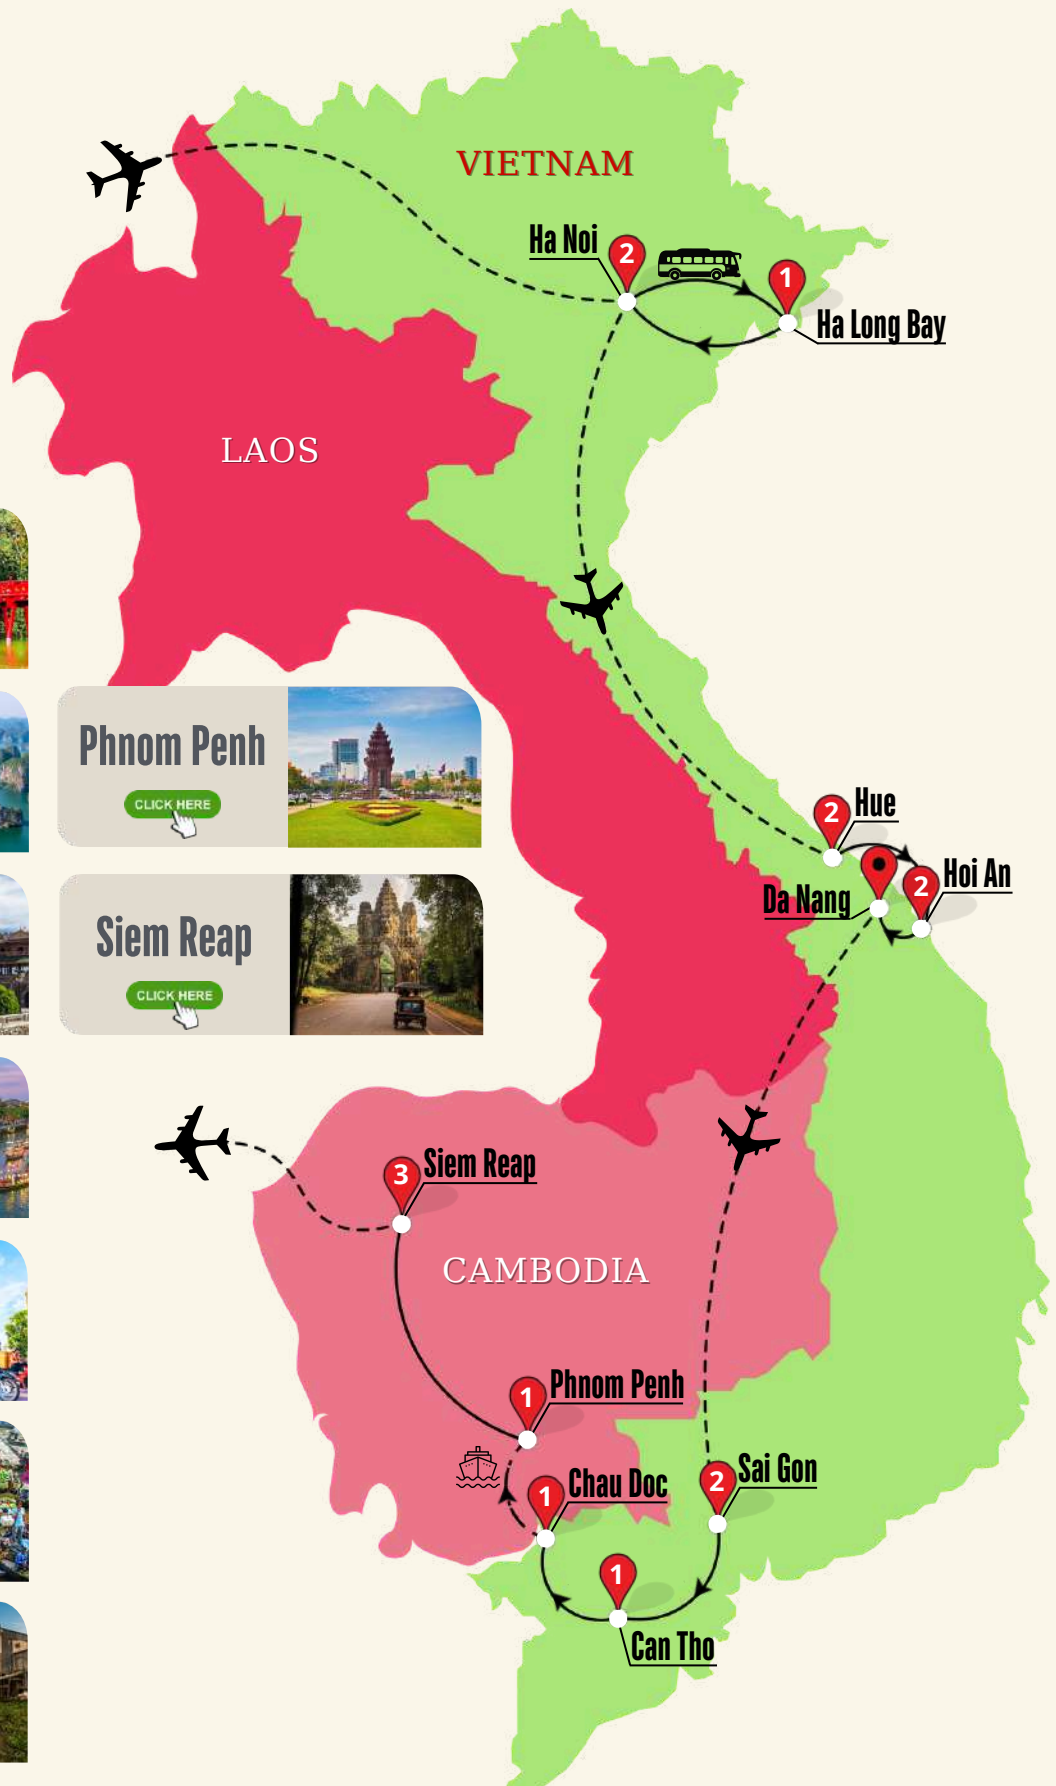 VIETNAM
Ha Noi
2
1
Ha Long Bay
LAOS
Phnom Penh
CLICK HERE
Hue
2
Hoi An
2
Da Nang
Siem Reap
CLICK HERE
Siem Reap
3
CAMBODIA
Phnom Penh
1
Sai Gon
2
Chau Doc
1
1
Can Tho